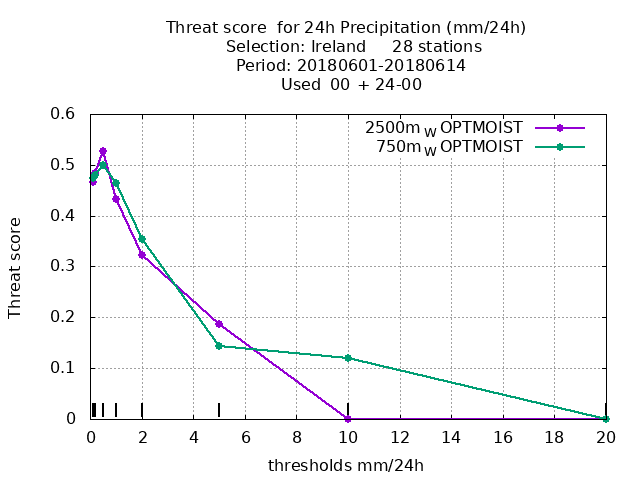 Threat score  for 24h Precipitation (mm/24h)
Selection: Ireland     28 stations
Period: 20180601-20180614
Used  00 + 24-00
2500m W OPTMOIST
750m W OPTMOIST
0.6
0.5
0.4
0.3
0.2
0.1
0
Threat score
0 2 4 6 8 10 12 14 16 18 20
thresholds mm/24h